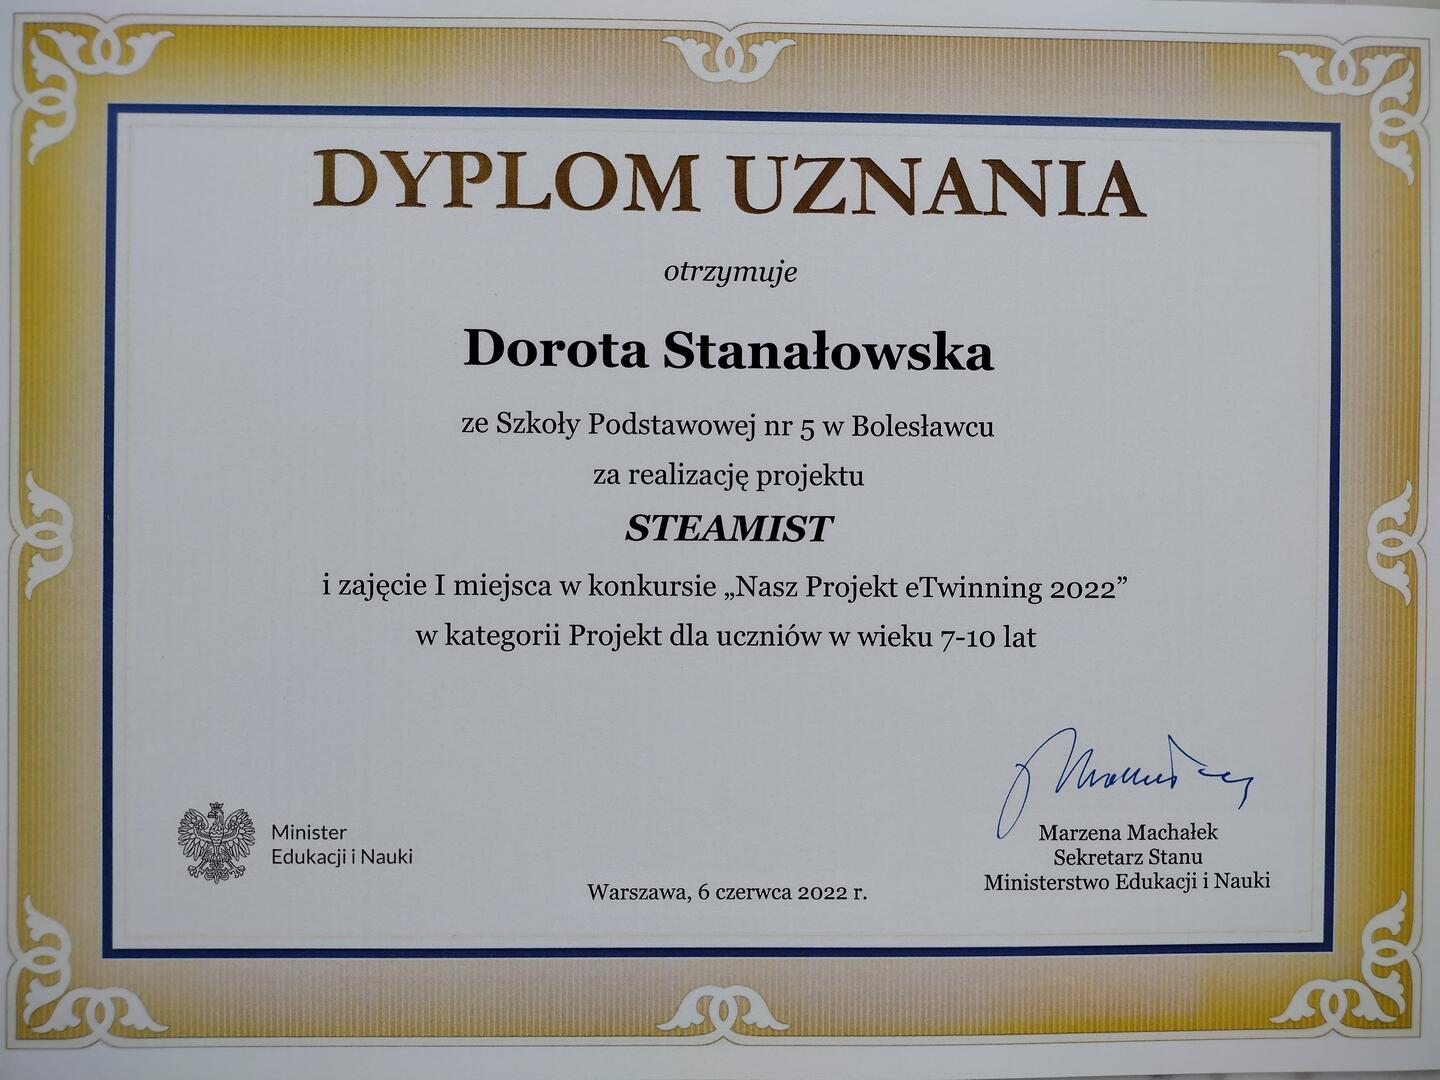 DYPLOM UZNANIA
otrzymuje
Dorota Stanałowska
ze Szkoły Podstawowej nr 5 w Bolesławcu
za realizację projektu
STEAMIST
i zajęcie I miejsca w konkursie „Nasz Projekt eTwinning 2022”
w kategorii Projekt dla uczniów w wieku 7-10 lat
Minister
Edukacji i Nauki
Warszawa, 6 czerwca 2022 r.
Marzena Machałek
Sekretarz Stanu
Ministerstwo Edukacji i Nauki